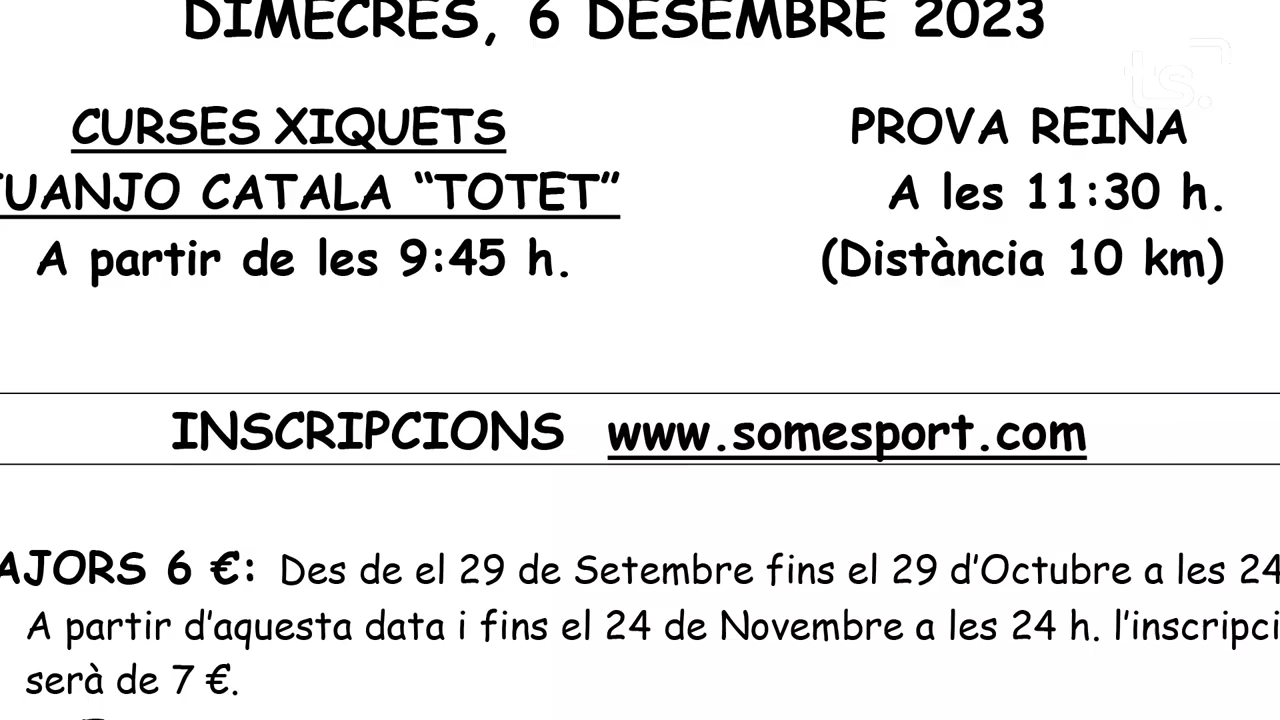 DIMECRES, 6 DESEMBRE 2023
ts.
CURSES XIQUETS
PROVA REINA
JUANJO CATALA “TOTET”
A les 11:30 h.
A partir de les 9:45 h.
(Distància 10 km)
INSCRIPCIONS www.somesport.com
AJORS 6 €: Des de el 29 de Setembre fins el 29 d’Octubre a les 24
A partir d’aquesta data i fins el 24 de Novembre a les 24 h. l’inscripci
serà de 7 €.